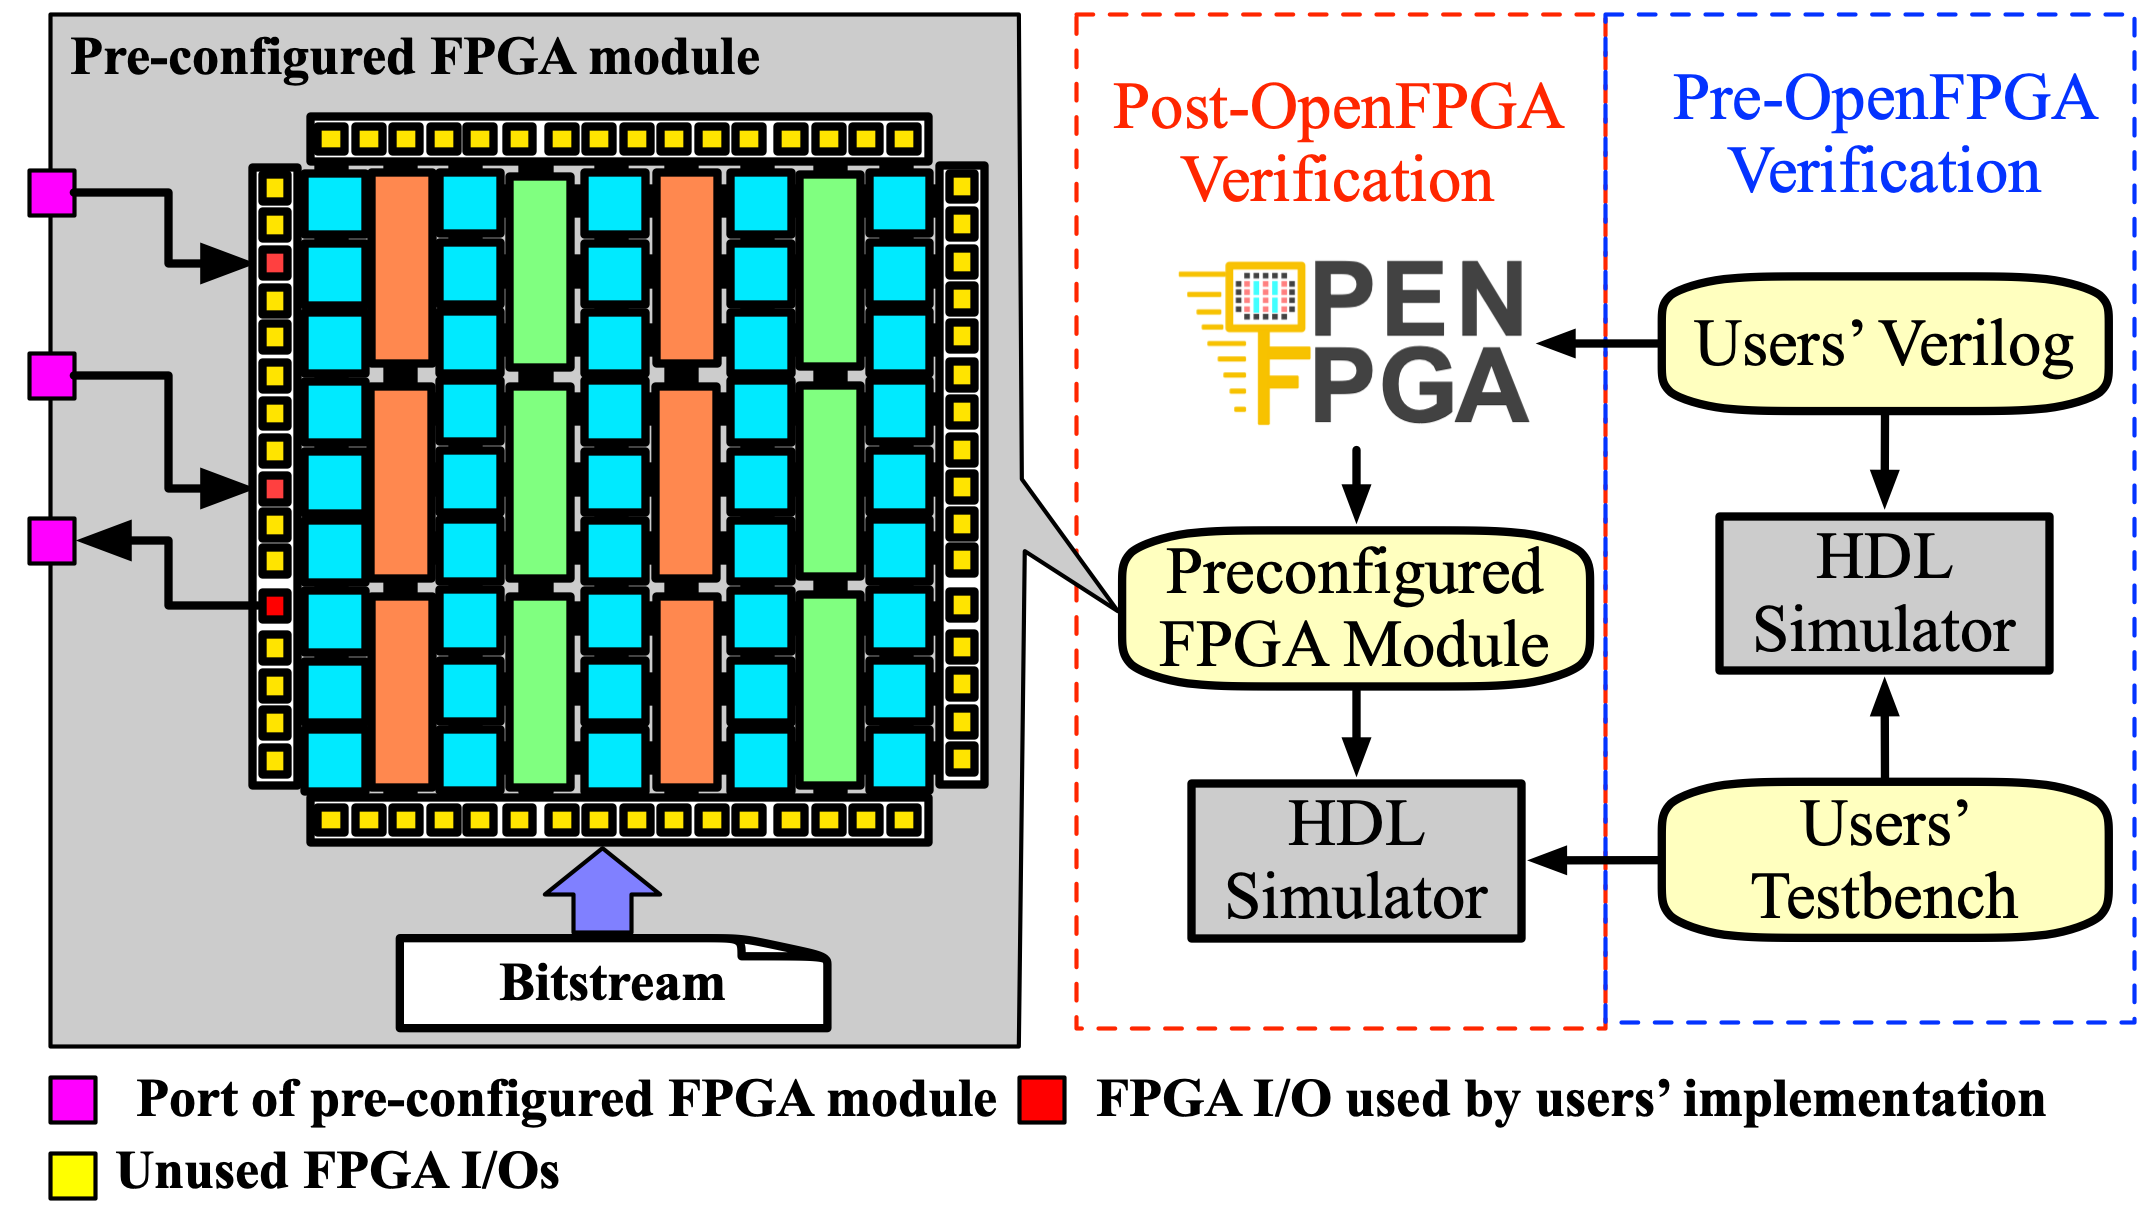 Pre-configured FPGA module
Bitstream
Post-OpenFPGA
Verification
OPEN
FPGA
Preconfigured
FPGA Module
HDL
Simulator
Pre-OpenFPGA
Verification
Users’ Verilog
HDL
Simulator
Users’
Testbench
Port of pre-configured FPGA module
FPGA I/O used by users’ implementation
Unused FPGA I/Os